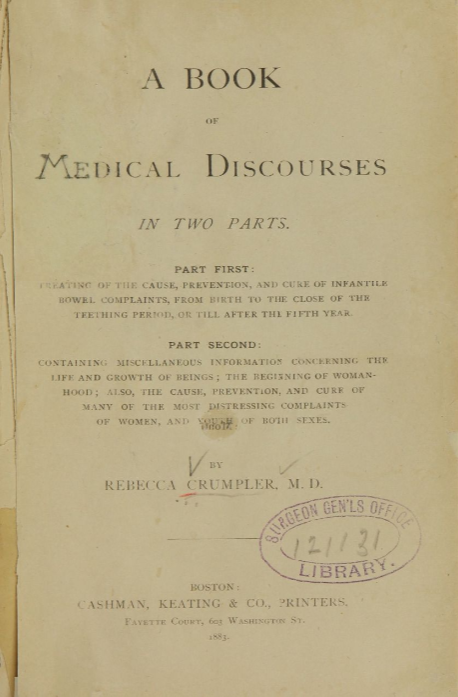 A BOOK
OF
MEDICAL DISCOURSES
IN TWO PARTS.
PART FIRST:
TREATING OF THE CAUSE, PREVENTION, AND CURE OF INFANTILE
BOWEL COMPLAINTS, FROM BIRTH TO THE CLOSE OF THE
TEETHING PERIOD, OR TILL AFTER THE FIFTH YEAR.
PART SECOND:
CONTAINING MISCELLANEOUS INFORMATION CONCERNING THE
LIFE AND GROWTH OF BEINGS; THE BEGINNING OF WOMAN-
HOOD; ALSO, THE CAUSE, PREVENTION, AND CURE OF
MANY OF THE MOST DISTRESSING COMPLAINTS
OF WOMEN, AND YOUTH OF BOTH SEXES.
BY
REBECCA CRUMPLER, M. D.
SURGEON GEN'LS OFFICE
121131
LIBRARY.
BOSTON:
CASHMAN, KEATING & CO., PRINTERS,
FAYETTE COURT, 603 WASHINGTON ST.
1883.